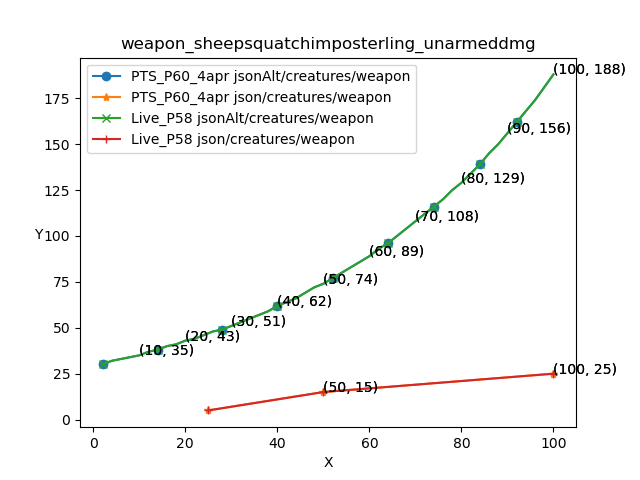 weapon_sheepsquatchimposterling_unarmeddmg
PTS_P60_4apr jsonAlt/creatures/weapon
PTS_P60_4apr json/creatures/weapon
Live_P58 jsonAlt/creatures/weapon
Live_P58 json/creatures/weapon
(100, 188)
(90, 156)
(80, 129)
(70, 108)
(60, 89)
(50, 74)
(40, 62)
(30, 51)
(20, 43)
(10, 35)
(100, 25)
(50, 15)
175
150
125
100
75
50
25
0
Y
0 20 40 60 80 100
X